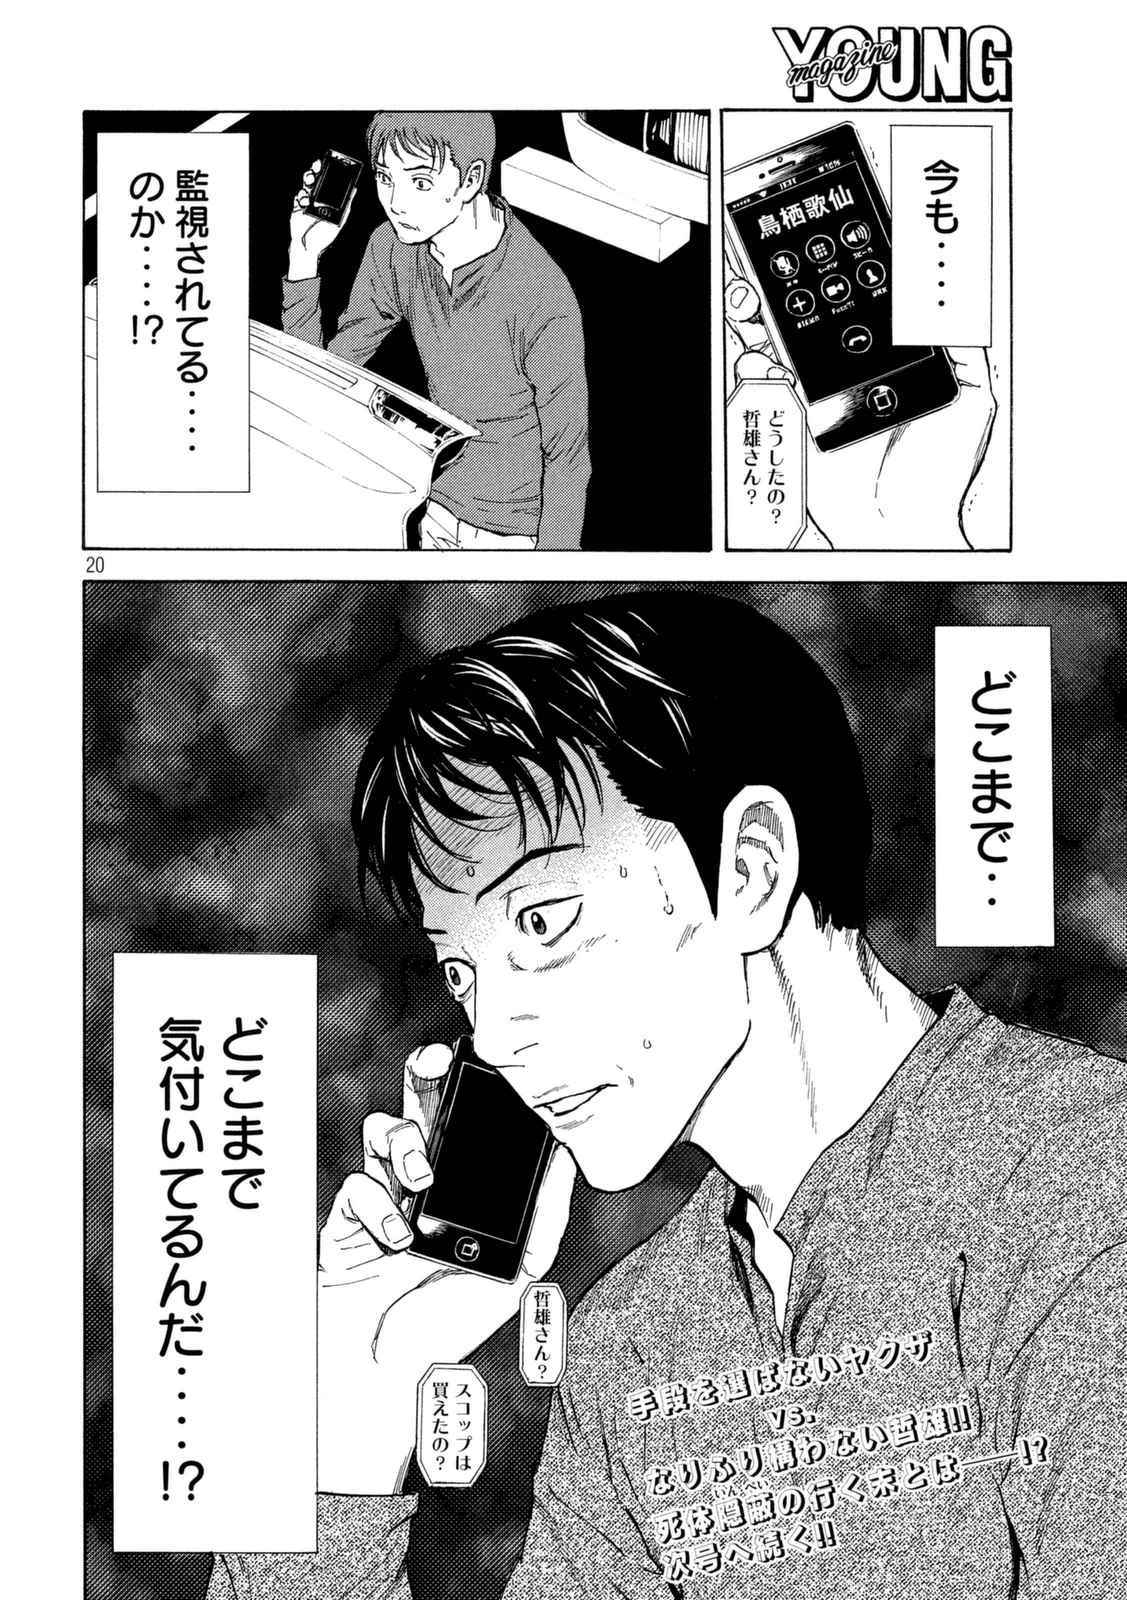 YOUNG
magazine
今も‥‥
鳥栖歌仙
どうしたの？
哲雄さん？
監視されてる‥‥
のか‥‥!?
20
どこまで‥
どこまで
気付いてるんだ‥‥!?
哲雄さん？
スコップは
買えたの？
手段を選ばないヤクザ
vs.
なりふり構わない哲雄!!
死体隠蔽の行く末とは——!?
いんぺい
次号へ続く!!